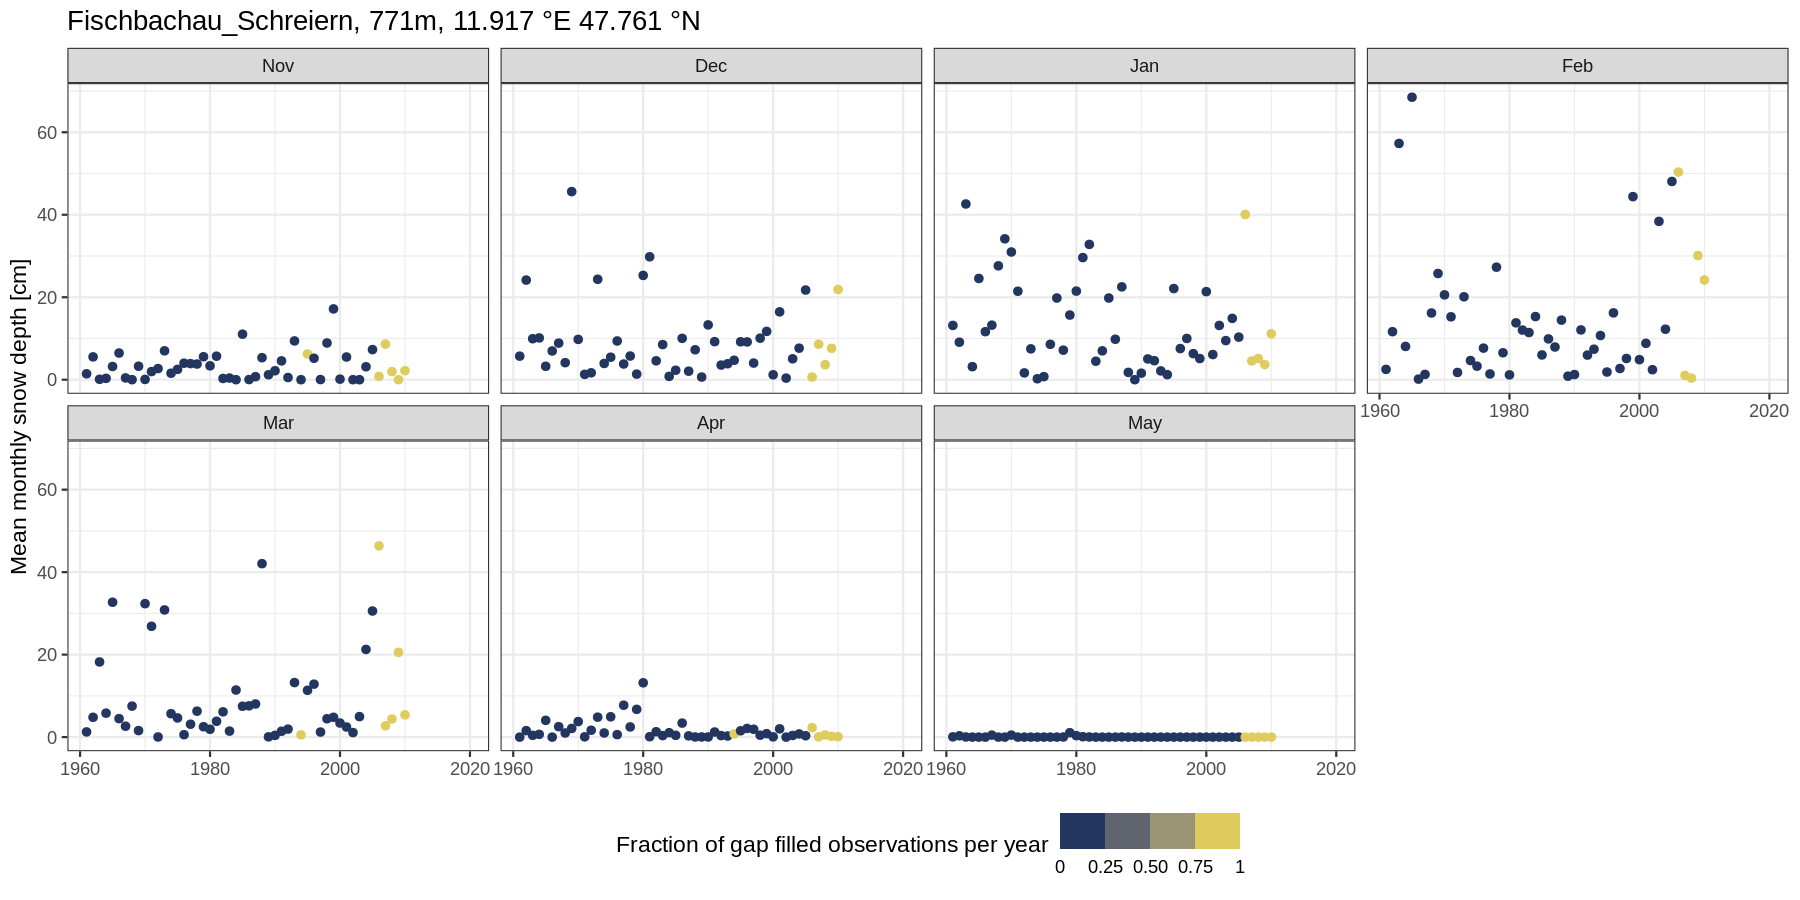 Fischbachau_Schreiern, 771m, 11.917 °E 47.761 °N
Nov Dec Jan Feb
60
40
20
0
1960 1980 2000 2020
Mar Apr May
60
40
20
0
1960 1980 2000 2020 1960 1980 2000 2020 1960 1980 2000 2020
Mean monthly snow depth [cm]
Fraction of gap filled observations per year
0 0.25 0.50 0.75 1